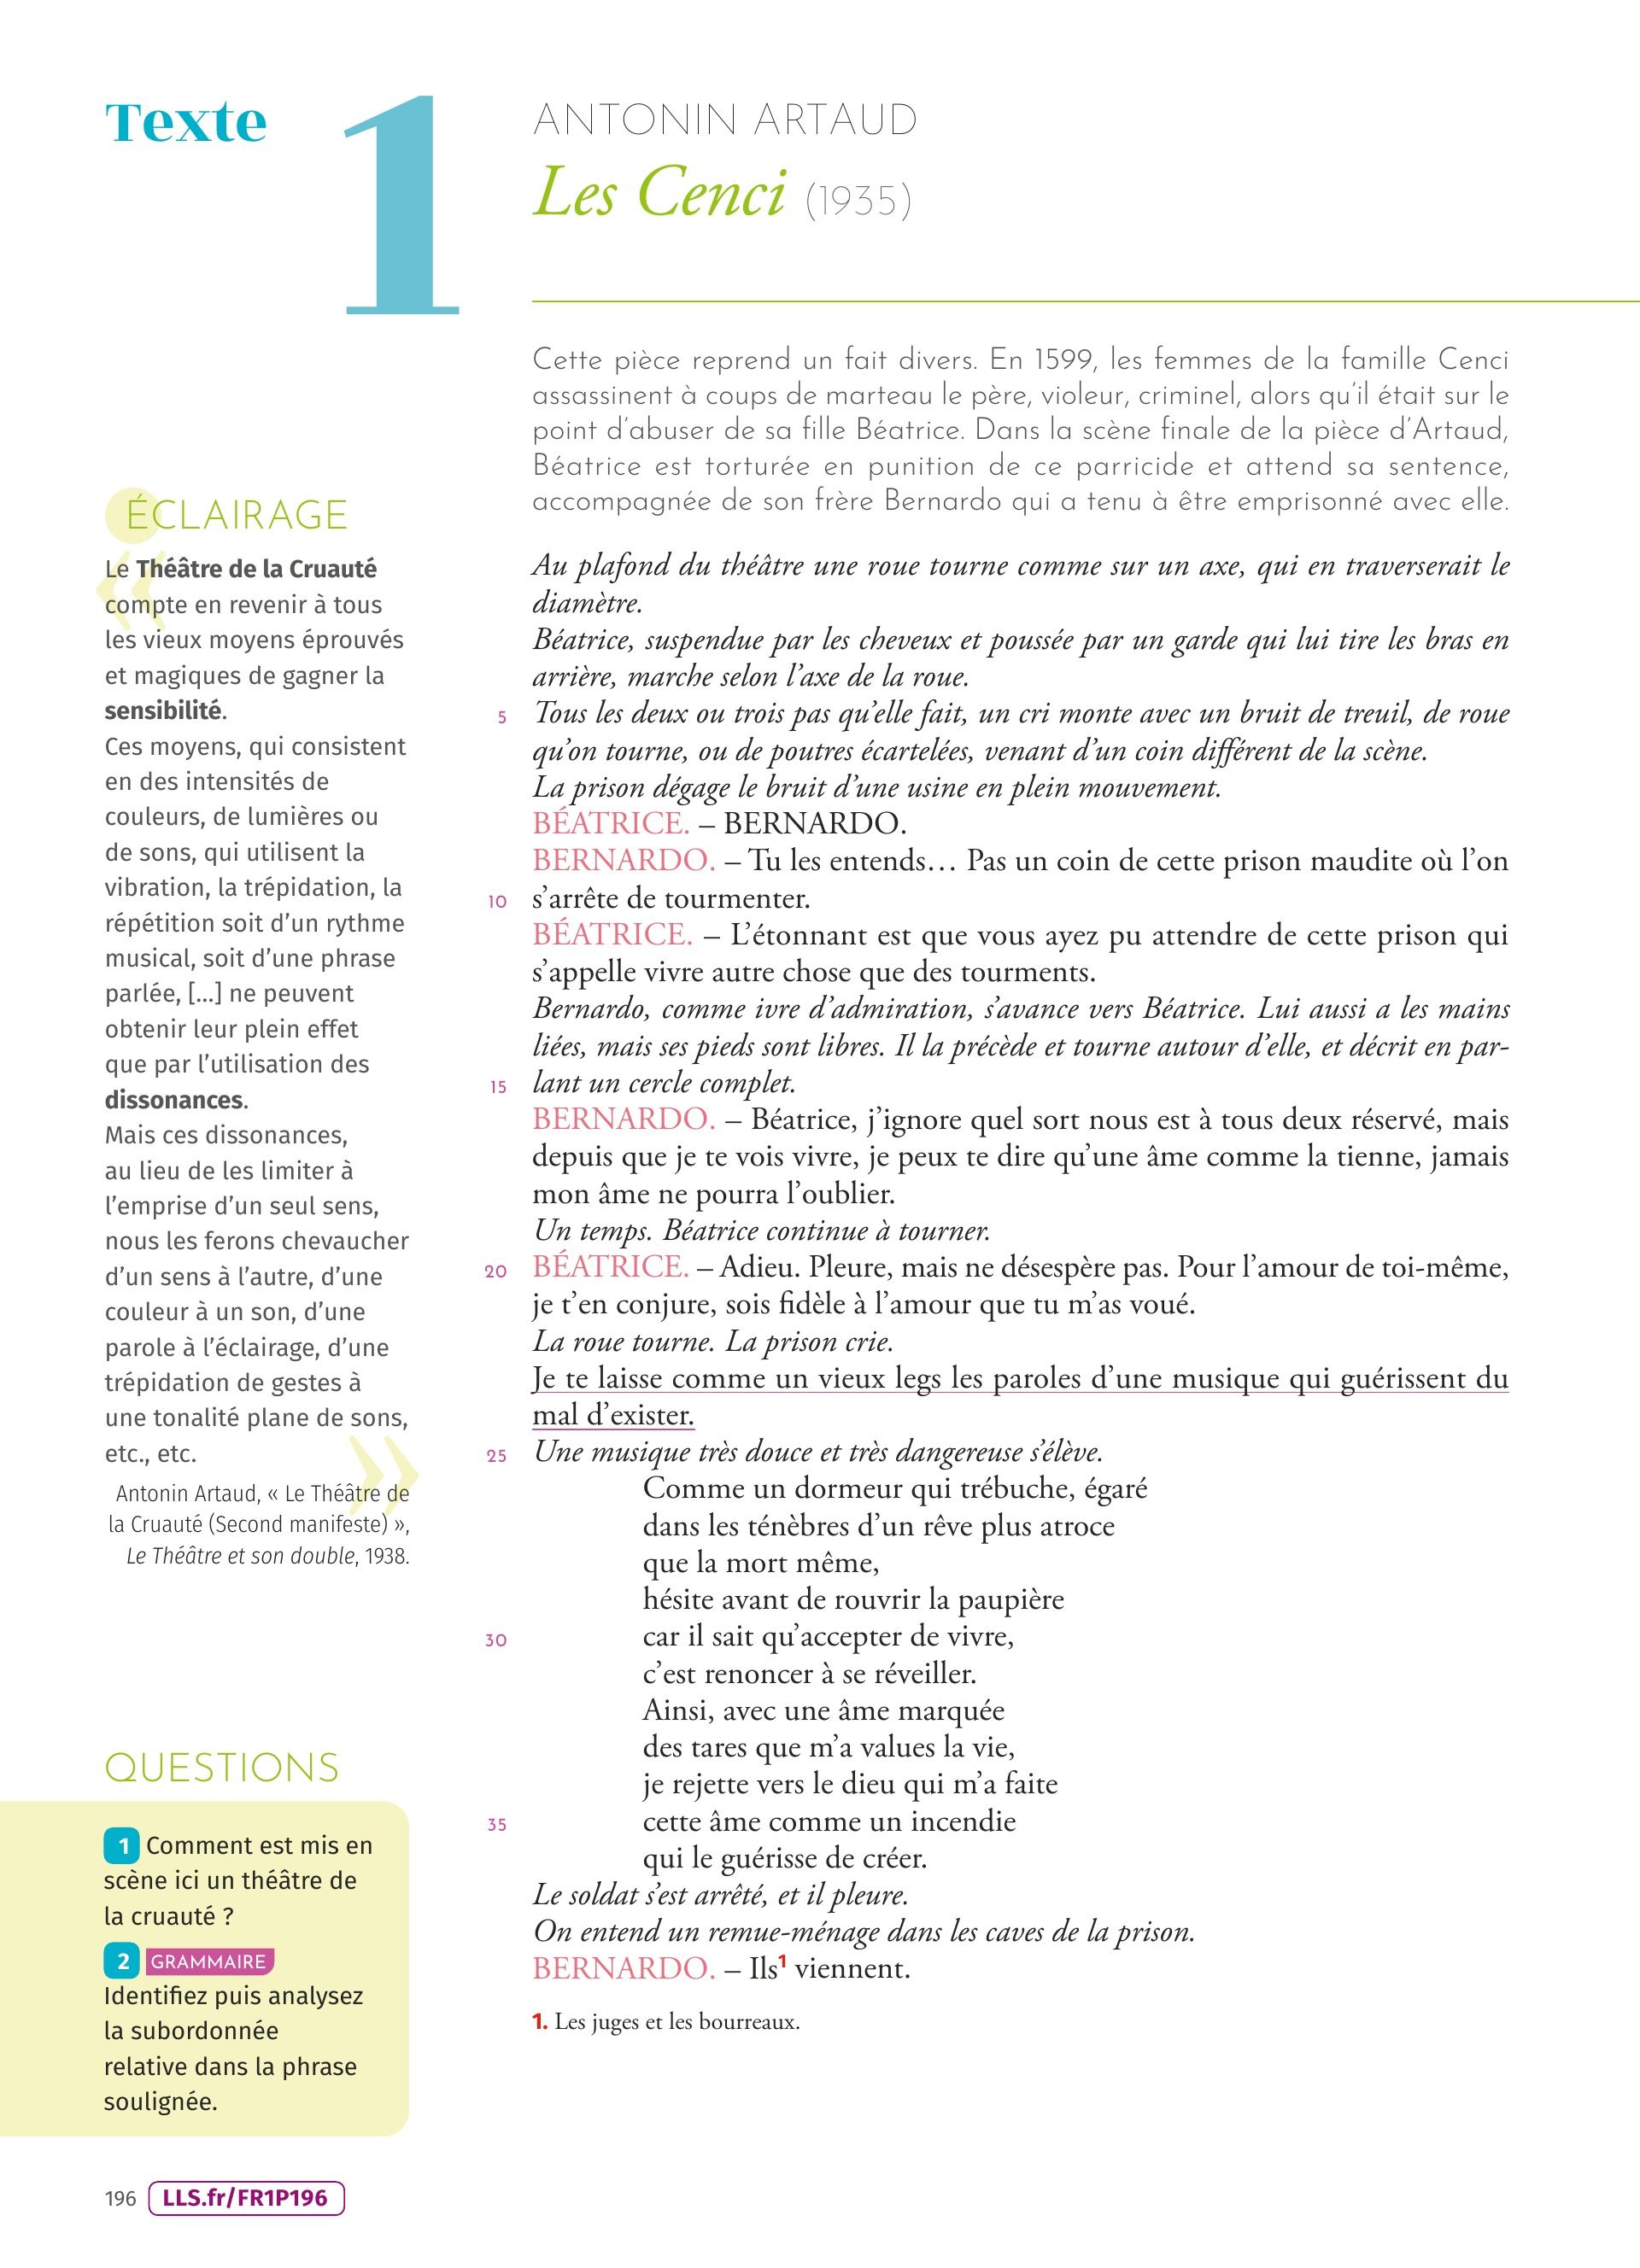 Texte 1
ANTONIN ARTAUD
Les Cenci (1935)
Cette pièce reprend un fait divers. En 1599, les femmes de la famille Cenci
assassinent à coups de marteau le père, violeur, criminel, alors qu'il était sur le
point d'abuser de sa fille Béatrice. Dans la scène finale de la pièce d'Artaud,
Béatrice est torturée en punition de ce parricide et attend sa sentence,
accompagnée de son frère Bernardo qui a tenu à être emprisonné avec elle.
ÉCLAIRAGE
«
Le Théâtre de la Cruauté
compte en revenir à tous
les vieux moyens éprouvés
et magiques de gagner la
sensibilité.
Ces moyens, qui consistent
en des intensités de
couleurs, de lumières ou
de sons, qui utilisent la
vibration, la trépidation, la
répétition soit d'un rythme
musical, soit d'une phrase
parlée, [...] ne peuvent
obtenir leur plein effet
que par l'utilisation des
dissonances.
Mais ces dissonances,
au lieu de les limiter à
l'emprise d'un seul sens,
nous les ferons chevaucher
d'un sens à l'autre, d'une
couleur à un son, d'une
parole à l'éclairage, d'une
trépidation de gestes à
une tonalité plane de sons,
etc., etc.
»
Antonin Artaud, « Le Théâtre de
la Cruauté (Second manifeste) »,
Le Théâtre et son double, 1938.
Au plafond du théâtre une roue tourne comme sur un axe, qui en traverserait le
diamètre.
Béatrice, suspendue par les cheveux et poussée par un garde qui lui tire les bras en
arrière, marche selon l'axe de la roue.
5 Tous les deux ou trois pas qu'elle fait, un cri monte avec un bruit de treuil, de roue
qu'on tourne, ou de poutres écartelées, venant d'un coin différent de la scène.
La prison dégage le bruit d'une usine en plein mouvement.
BÉATRICE. – BERNARDO.
BERNARDO. – Tu les entends… Pas un coin de cette prison maudite où l'on
10 s'arrête de tourmenter.
BÉATRICE. – L'étonnant est que vous ayez pu attendre de cette prison qui
s'appelle vivre autre chose que des tourments.
Bernardo, comme ivre d'admiration, s'avance vers Béatrice. Lui aussi a les mains
liées, mais ses pieds sont libres. Il la précède et tourne autour d'elle, et décrit en par-
15 lant un cercle complet.
BERNARDO. – Béatrice, j'ignore quel sort nous est à tous deux réservé, mais
depuis que je te vois vivre, je peux te dire qu'une âme comme la tienne, jamais
mon âme ne pourra l'oublier.
Un temps. Béatrice continue à tourner.
20 BÉATRICE. – Adieu. Pleure, mais ne désespère pas. Pour l'amour de toi-même,
je t'en conjure, sois fidèle à l'amour que tu m'as voué.
La roue tourne. La prison crie.
Je te laisse comme un vieux legs les paroles d'une musique qui guérissent du
mal d'exister.
25 Une musique très douce et très dangereuse s'élève.
Comme un dormeur qui trébuche, égaré
dans les ténèbres d'un rêve plus atroce
que la mort même,
hésite avant de rouvrir la paupière
30 car il sait qu'accepter de vivre,
c'est renoncer à se réveiller.
Ainsi, avec une âme marquée
des tares que m'a values la vie,
je rejette vers le dieu qui m'a faite
35 cette âme comme un incendie
qui le guérisse de créer.
Le soldat s'est arrêté, et il pleure.
On entend un remue-ménage dans les caves de la prison.
BERNARDO. – Ils1 viennent.
1. Les juges et les bourreaux.
QUESTIONS
1 Comment est mis en
scène ici un théâtre de
la cruauté ?
2 GRAMMAIRE
Identifiez puis analysez
la subordonnée
relative dans la phrase
soulignée.
196 LLS.fr/FR1P196